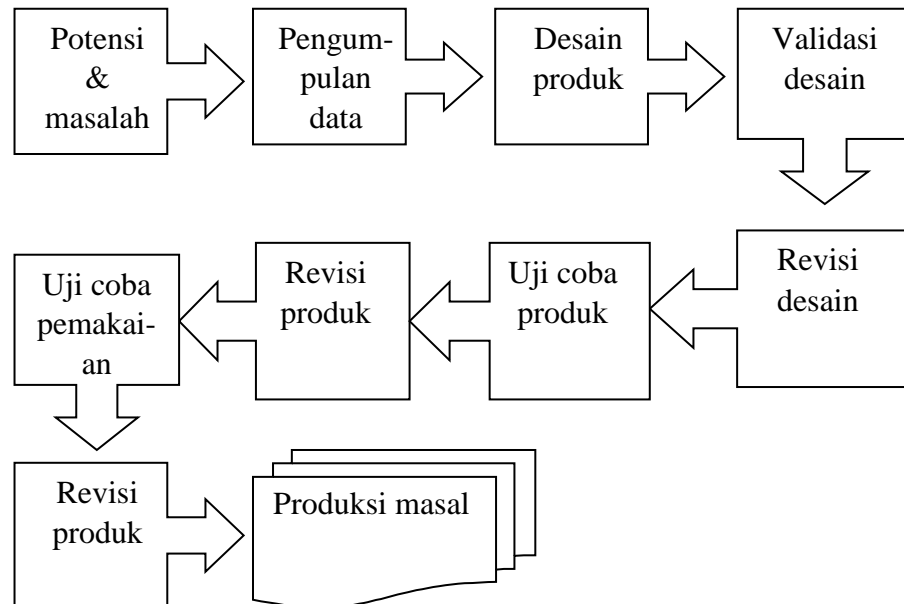 Potensi
&
masalah
Pengum-
pulan
data
Desain
produk
Validasi
desain
Revisi
desain
Uji coba
produk
Revisi
produk
Uji coba
pemakai-
an
Revisi
produk
Produksi masal